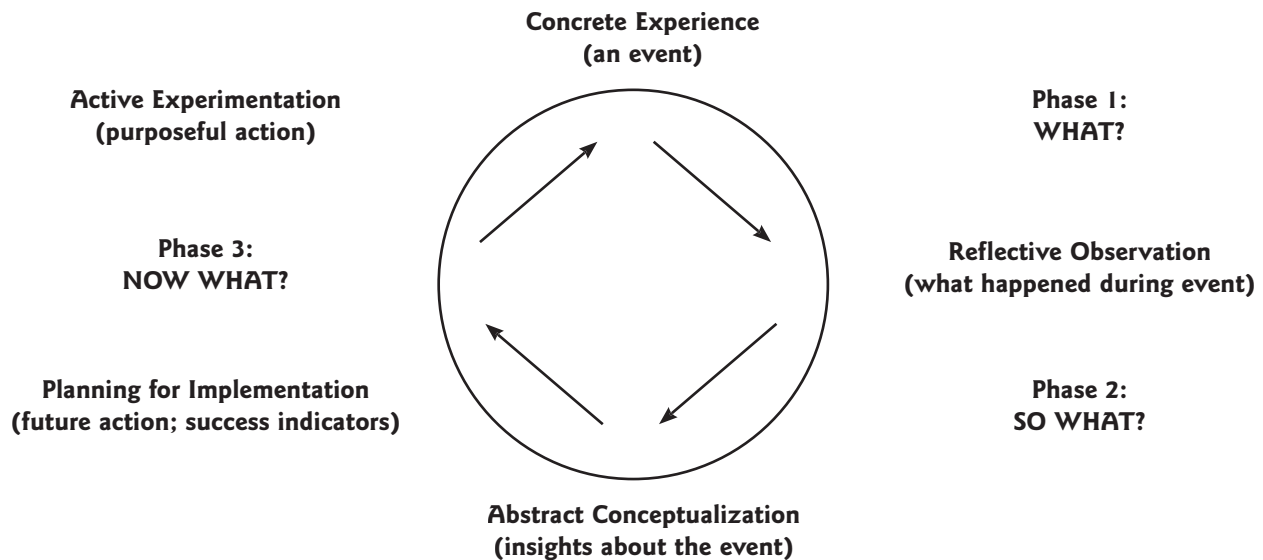 Concrete Experience
(an event)
Active Experimentation
(purposeful action)
Phase 1:
WHAT?
Phase 3:
NOW WHAT?
Reflective Observation
(what happened during event)
Planning for Implementation
(future action; success indicators)
Phase 2:
SO WHAT?
Abstract Conceptualization
(insights about the event)